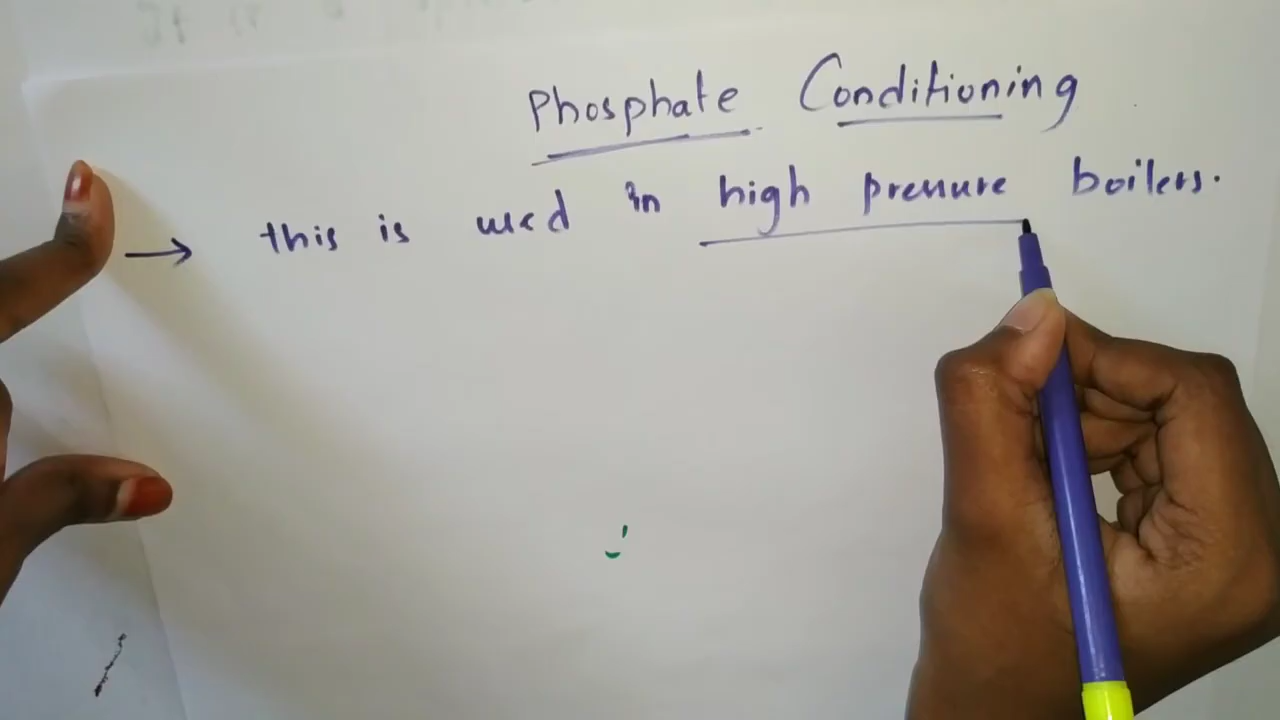 Phosphate Conditioning
→ this is used in high pressure boilers.